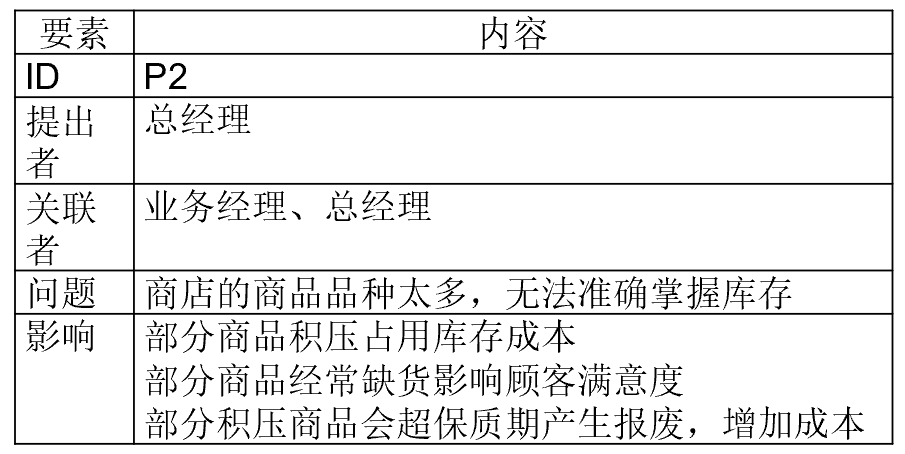 要素 内容
ID P2
提出者 总经理
关联者 业务经理、总经理
问题 商店的商品品种太多，无法准确掌握库存
影响 部分商品积压占用库存成本
部分商品经常缺货影响顾客满意度
部分积压商品会超保质期产生报废，增加成本